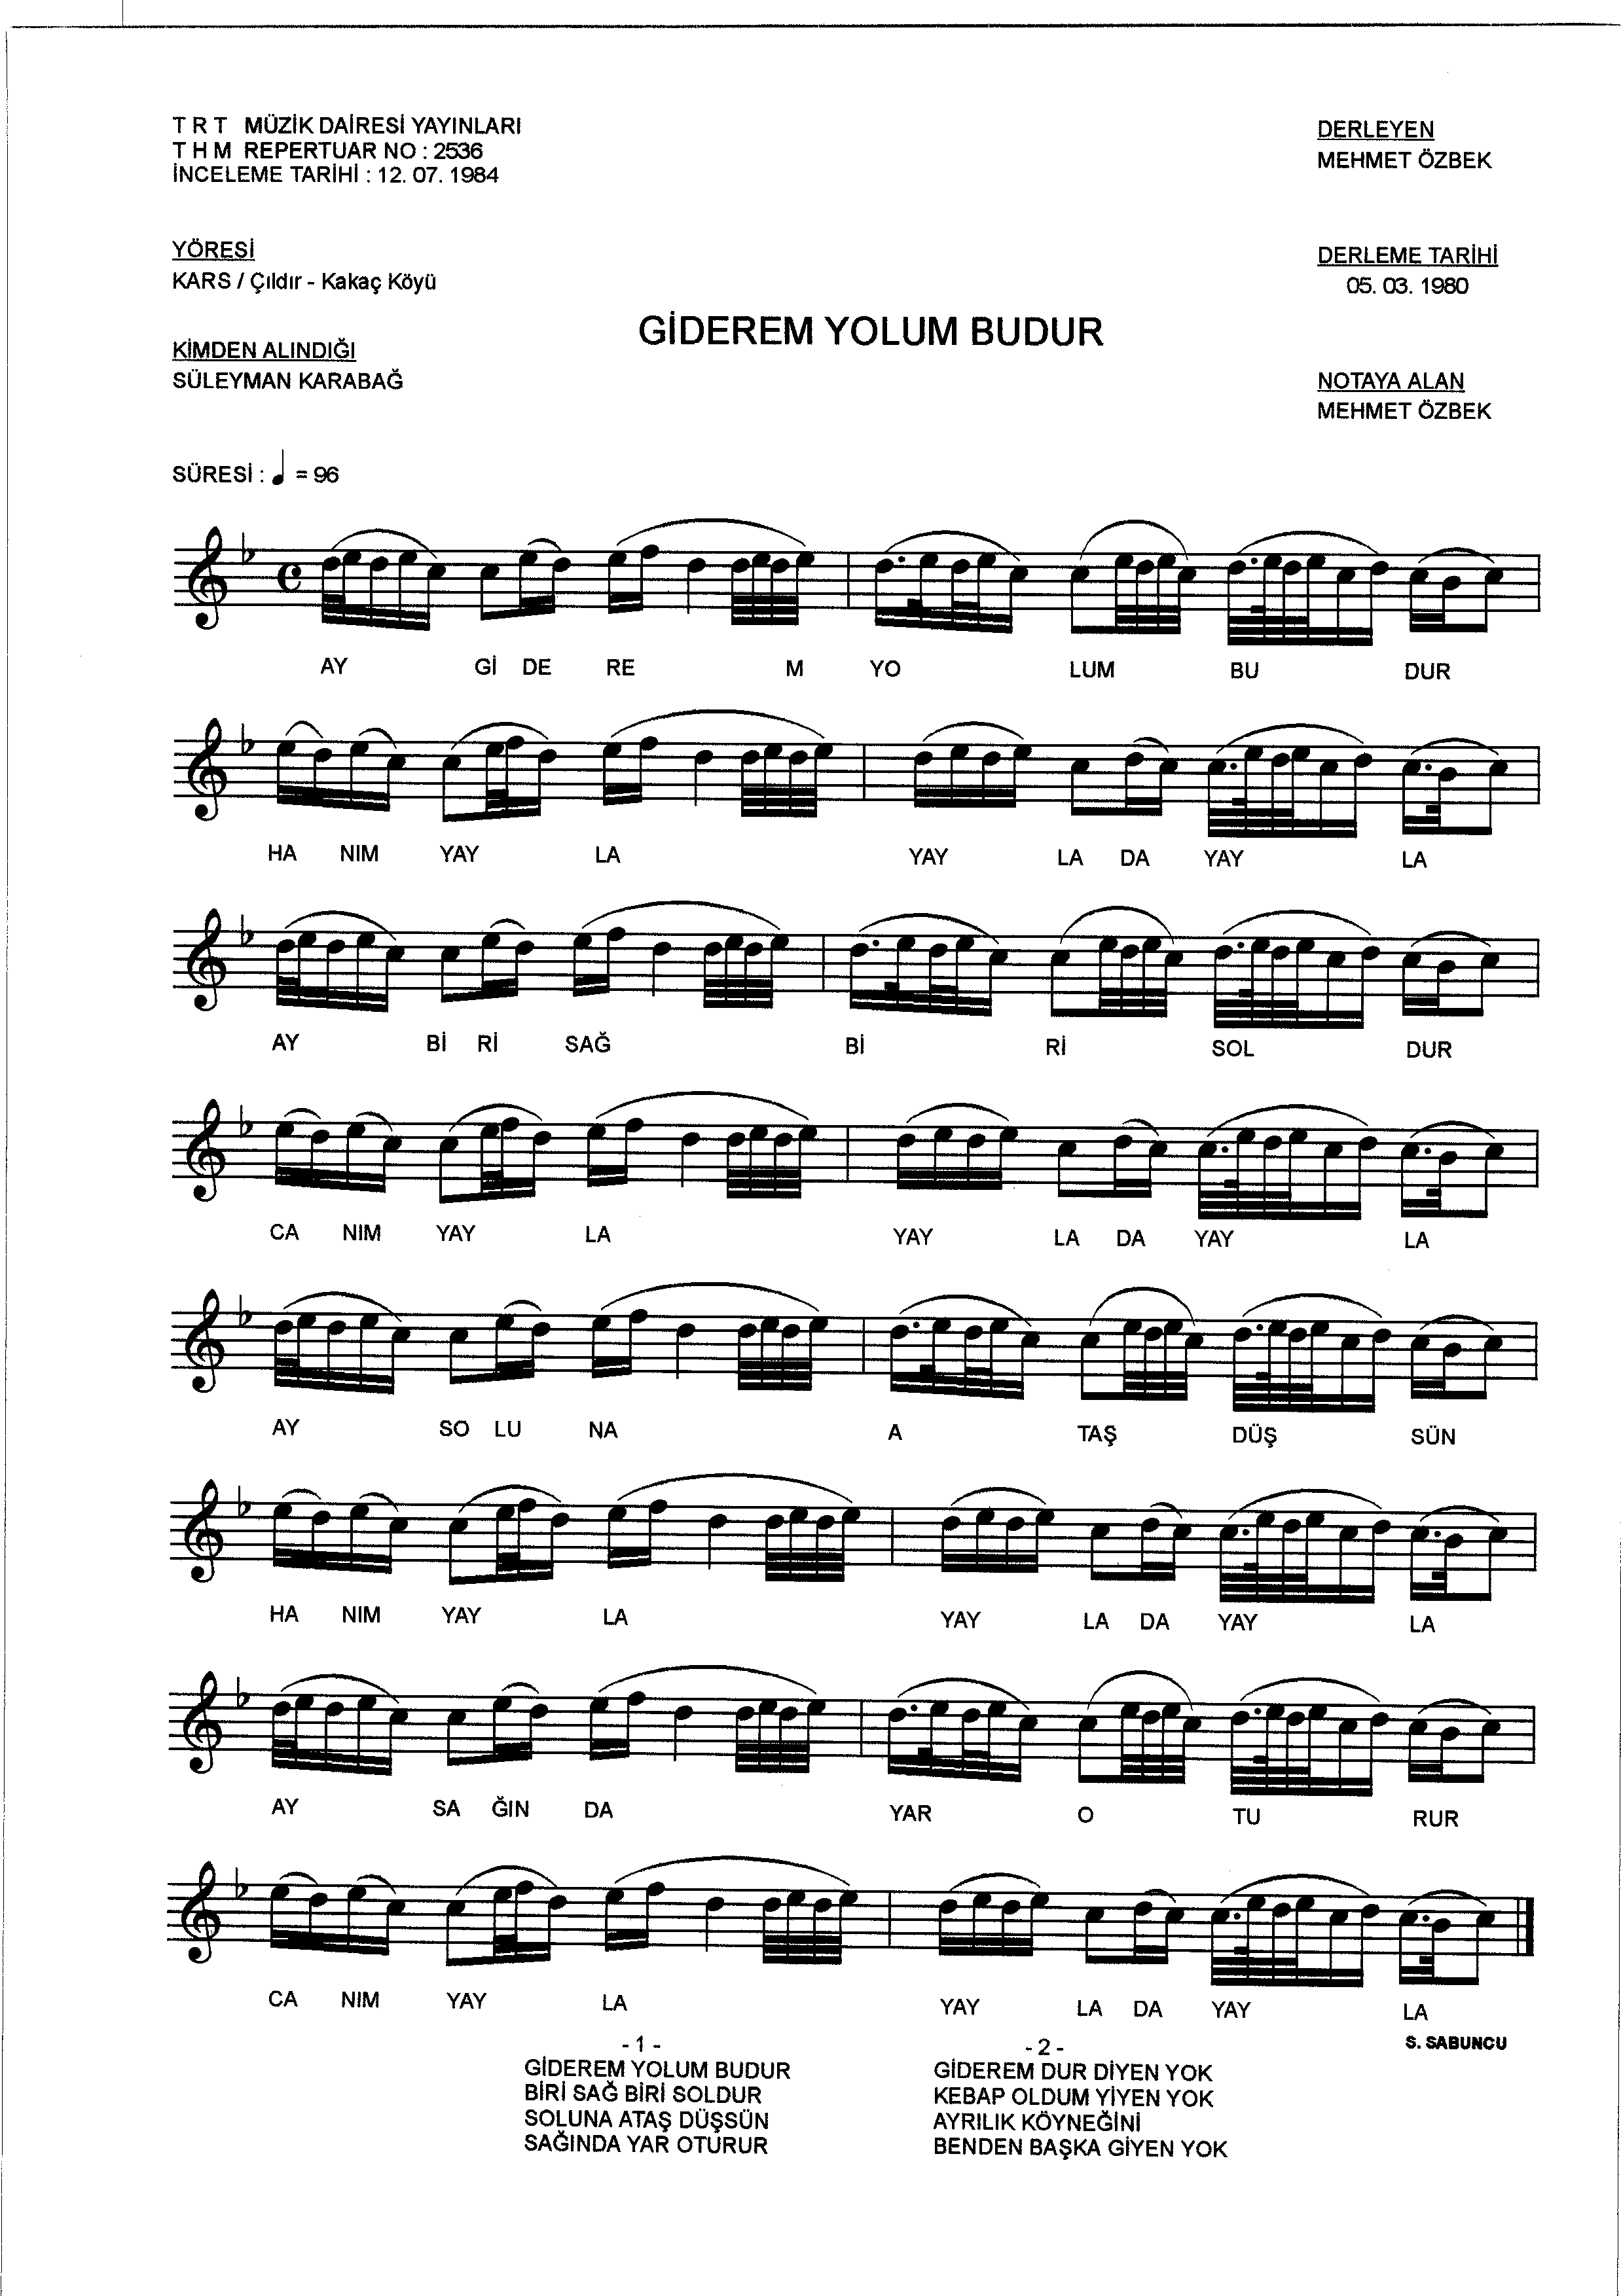 T R T MÜZİK DAİRESİ YAYINLARI
T H M REPERTUAR NO : 2536
İNCELEME TARİHİ : 12. 07. 1984
DERLEYEN
MEHMET ÖZBEK
YÖRESİ
KARS / Çıldır - Kakaç Köyü
DERLEME TARİHİ
05. 03. 1980
GİDEREM YOLUM BUDUR
KİMDEN ALINDIĞI
SÜLEYMAN KARABAĞ
NOTAYA ALAN
MEHMET ÖZBEK
SÜRESİ : ♩ = 96
AY Gİ DE RE M YO LUM BU DUR
HA NIM YAY LA YAY LA DA YAY LA
AY Bİ Rİ SAĞ Bİ Rİ SOL DUR
CA NIM YAY LA YAY LA DA YAY LA
AY SO LU NA A TAŞ DÜŞ SÜN
HA NIM YAY LA YAY LA DA YAY LA
AY SA ĞIN DA YAR O TU RUR
CA NIM YAY LA YAY LA DA YAY LA
S. SABUNCU
- 1 -
GİDEREM YOLUM BUDUR
BİRİ SAĞ BİRİ SOLDUR
SOLUNA ATAŞ DÜŞSÜN
SAĞINDA YAR OTURUR
- 2 -
GİDEREM DUR DİYEN YOK
KEBAP OLDUM YİYEN YOK
AYRILIK KÖYNEĞİNİ
BENDEN BAŞKA GİYEN YOK